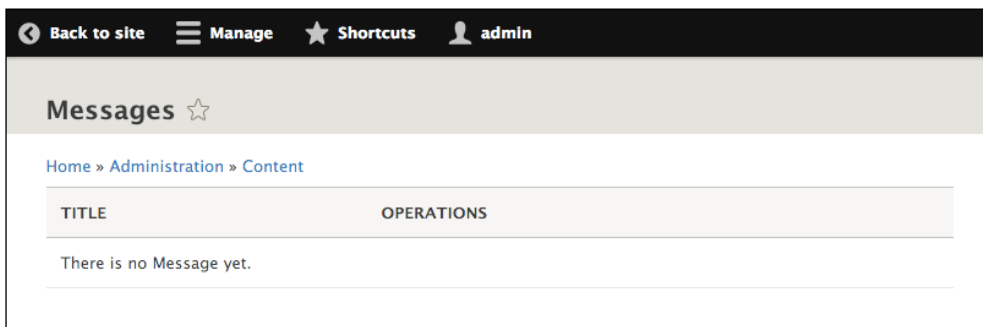 Back to site Manage Shortcuts admin
Messages
Home » Administration » Content
TITLE OPERATIONS
There is no Message yet.